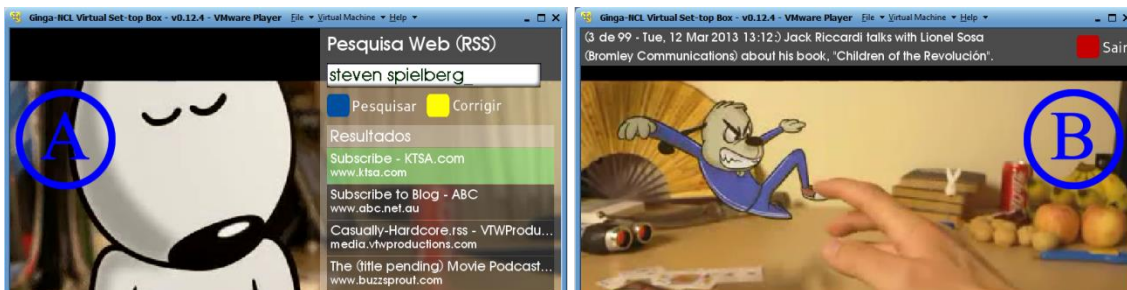 Ginga-NCL Virtual Set-top Box - v0.12.4 - VMware Player File Virtual Machine Help
Pesquisa Web (RSS)
steven spielberg_
Pesquisar Corrigir
Resultados
Subscribe - KTSA.com
www.ktsa.com
Subscribe to Blog - ABC
www.abc.net.au
Casually-Hardcore.rss - VTWProdu...
media.vtwproductions.com
The (title pending) Movie Podcast...
www.buzzsprout.com
A
Ginga-NCL Virtual Set-top Box - v0.12.4 - VMware Player File Virtual Machine Help
(3 de 99 - Tue, 12 Mar 2013 13:12:) Jack Riccardi talks with Lionel Sosa
(Bromley Communications) about his book, "Children of the Revolución".
Sair
B